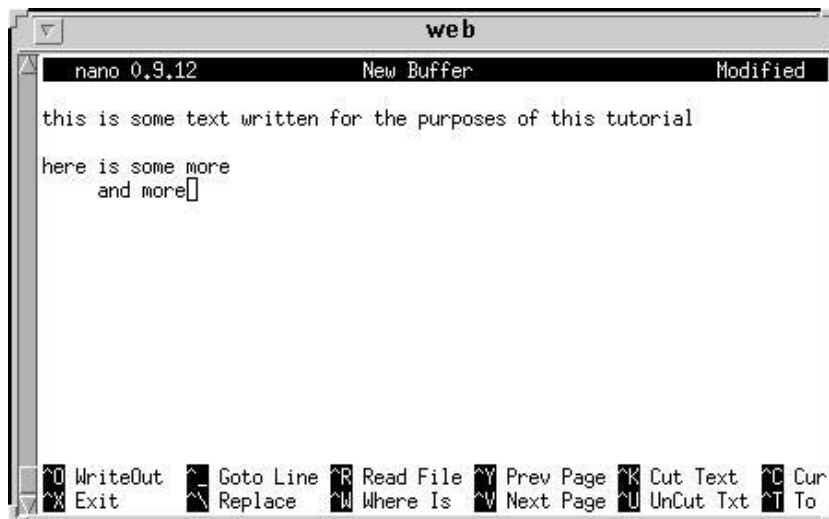 web
nano 0.9.12 New Buffer Modified
this is some text written for the purposes of this tutorial
here is some more
and more
^O WriteOut ^_ Goto Line ^R Read File ^Y Prev Page ^K Cut Text ^C Cur
^X Exit ^\ Replace ^W Where Is ^V Next Page ^U UnCut Txt ^T To